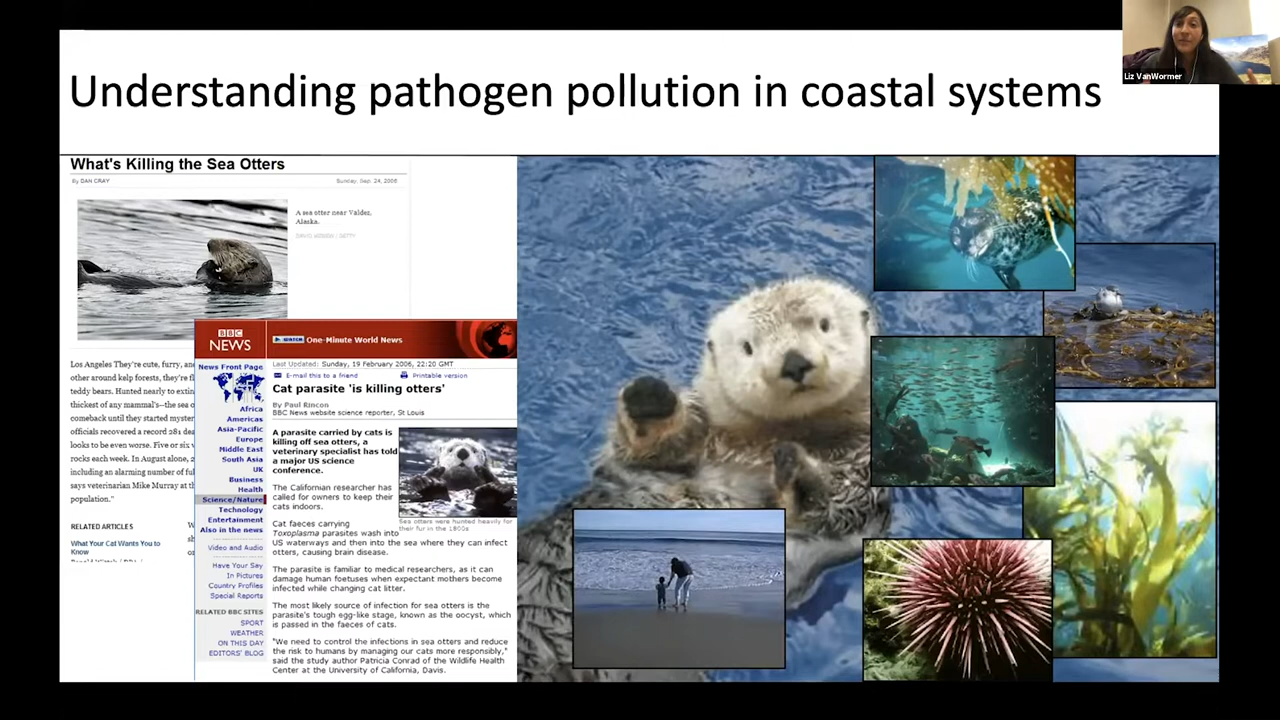 Understanding pathogen pollution in coastal systems
Liz VanWormer
What's Killing the Sea Otters
By DAN CRAY
Sunday, Sep. 24, 2006
A sea otter near Valdez,
Alaska.
Los Angeles They're cute, furry, and
other around kelp forests, they're fl
teddy bears. Hunted nearly to extin
thickest of any mammal's—the sea o
comeback until they started myster
officials recovered a record 281 dea
looks to be even worse. Five or six v
rocks each week. In August alone, 2
including an alarming number of ful
says veterinarian Mike Murray at th
population."
RELATED ARTICLES
What Your Cat Wants You to
Know
BBC
NEWS
WATCH One-Minute World News
News Front Page
Africa
Americas
Asia-Pacific
Europe
Middle East
South Asia
UK
Business
Health
Science/Nature
Technology
Entertainment
Also in the news
Video and Audio
Have Your Say
In Pictures
Country Profiles
Special Reports
RELATED BBC SITES
SPORT
WEATHER
ON THIS DAY
EDITORS' BLOG
Last Updated: Sunday, 19 February 2006, 22:20 GMT
E-mail this to a friend
Printable version
Cat parasite 'is killing otters'
By Paul Rincon
BBC News website science reporter, St Louis
A parasite carried by cats is
killing off sea otters, a
veterinary specialist has told
a major US science
conference.
The Californian researcher has
called for owners to keep their
cats indoors.
Cat faeces carrying
Toxoplasma parasites wash into
US waterways and then into the sea where they can infect
otters, causing brain disease.
Sea otters were hunted heavily for
their fur in the 1800s
The parasite is familiar to medical researchers, as it can
damage human foetuses when expectant mothers become
infected while changing cat litter.
The most likely source of infection for sea otters is the
parasite's tough egg-like stage, known as the oocyst, which
is passed in the faeces of cats.
"We need to control the infections in sea otters and reduce
the risk to humans by managing our cats more responsibly,"
said the study author Patricia Conrad of the Wildlife Health
Center at the University of California, Davis.